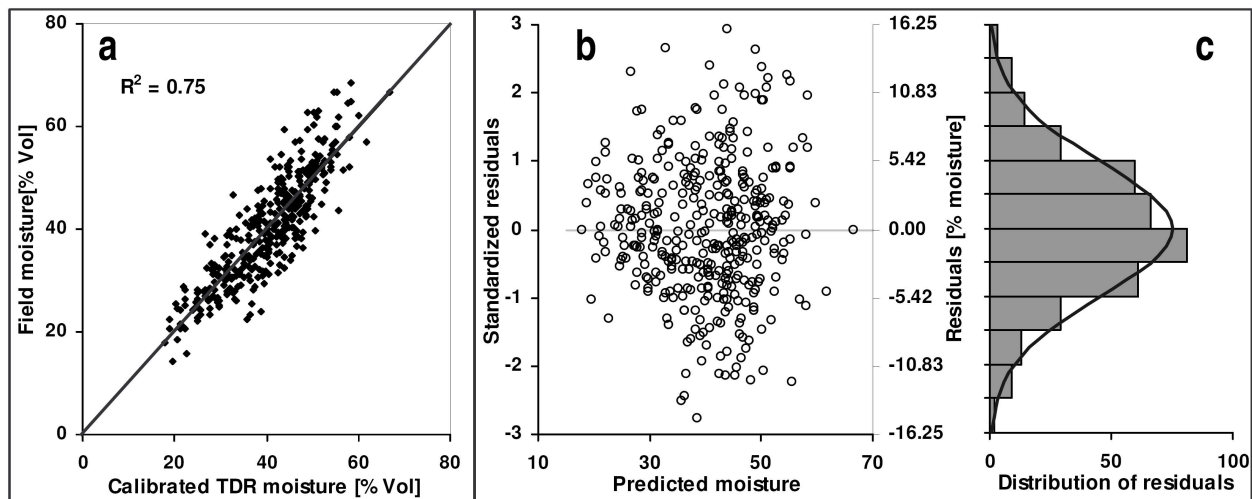 a
R² = 0.75
Field moisture[% Vol]
80
60
40
20
0
0 20 40 60 80
Calibrated TDR moisture [% Vol]
b
Standardized residuals
3
2
1
0
-1
-2
-3
10 30 50 70
Predicted moisture
16.25
10.83
5.42
0.00
-5.42
-10.83
-16.25
Residuals [% moisture]
c
0 50 100
Distribution of residuals